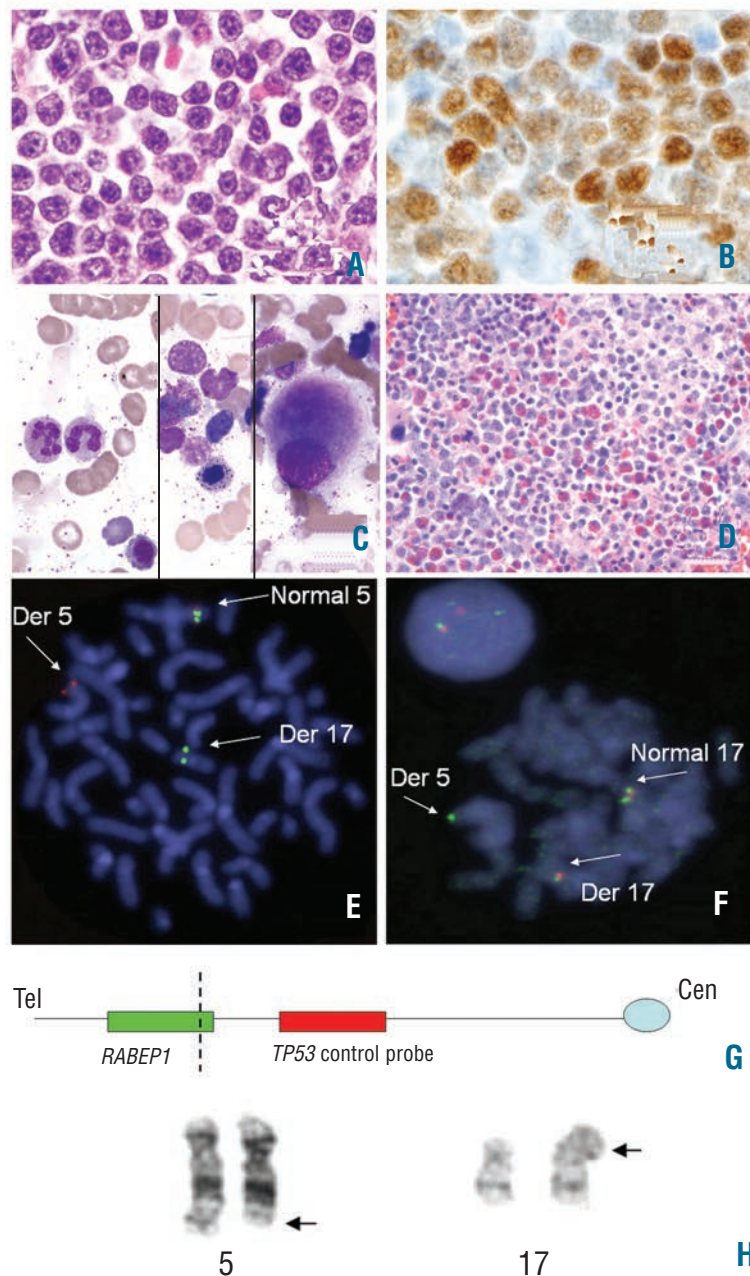 A
B
C
D
Normal 5
Der 5
Der 17
E
Normal 17
Der 5
Der 17
F
Tel
Cen
RABEP1
TP53 control probe
G
5
17
H